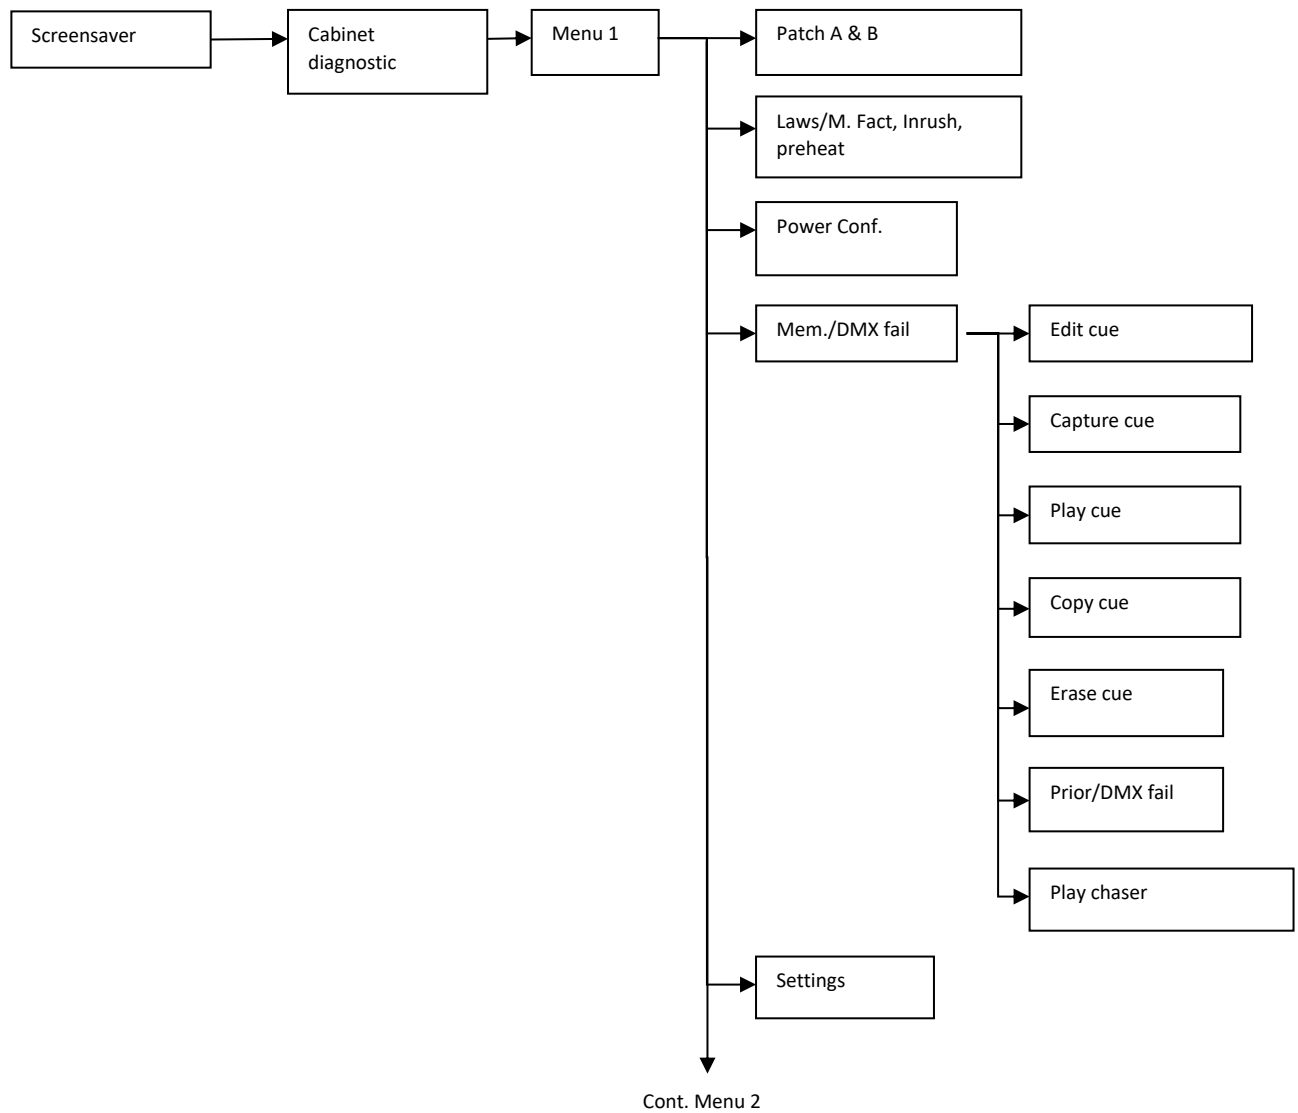 Screensaver
Cabinet
diagnostic
Menu 1
Patch A & B
Laws/M. Fact, Inrush,
preheat
Power Conf.
Mem./DMX fail
Edit cue
Capture cue
Play cue
Copy cue
Erase cue
Prior/DMX fail
Play chaser
Settings
Cont. Menu 2